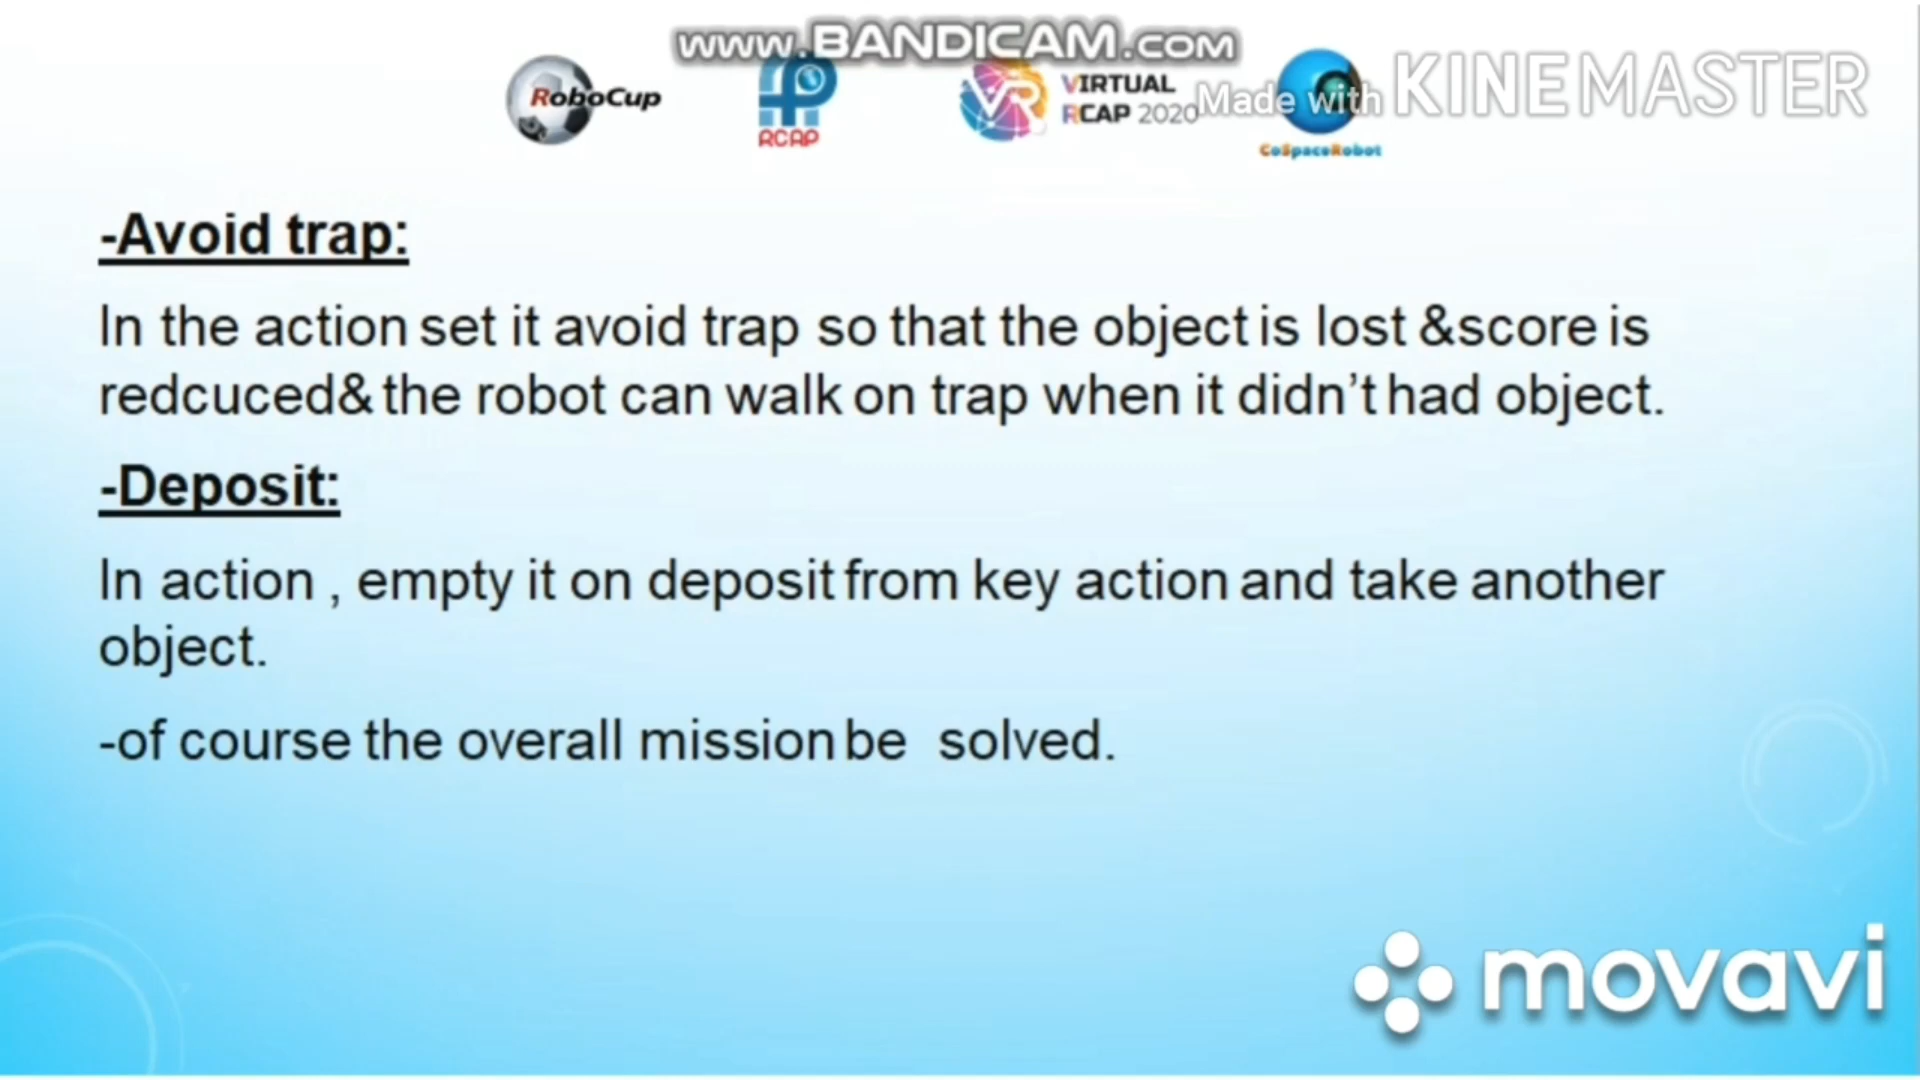 www.BANDICAM.com
RoboCup
RCAP
VR
VIRTUAL
RCAP 2020
CoSpaceRobot
Made with KINEMASTER
-Avoid trap:
In the action set it avoid trap so that the object is lost &score is
redcuced& the robot can walk on trap when it didn't had object.
-Deposit:
In action , empty it on deposit from key action and take another
object.
-of course the overall mission be solved.
movavi